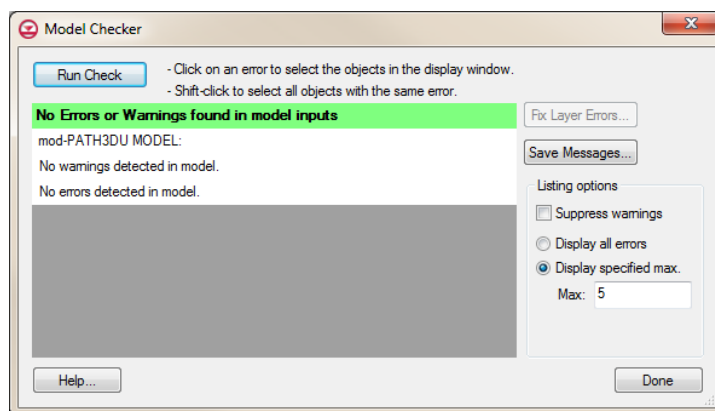 Model Checker
X
Run Check
- Click on an error to select the objects in the display window.
- Shift-click to select all objects with the same error.
No Errors or Warnings found in model inputs
Fix Layer Errors...
mod-PATH3DU MODEL:
No warnings detected in model.
Save Messages...
No errors detected in model.
Listing options
Suppress warnings
Display all errors
Display specified max.
Max: 5
Help...
Done